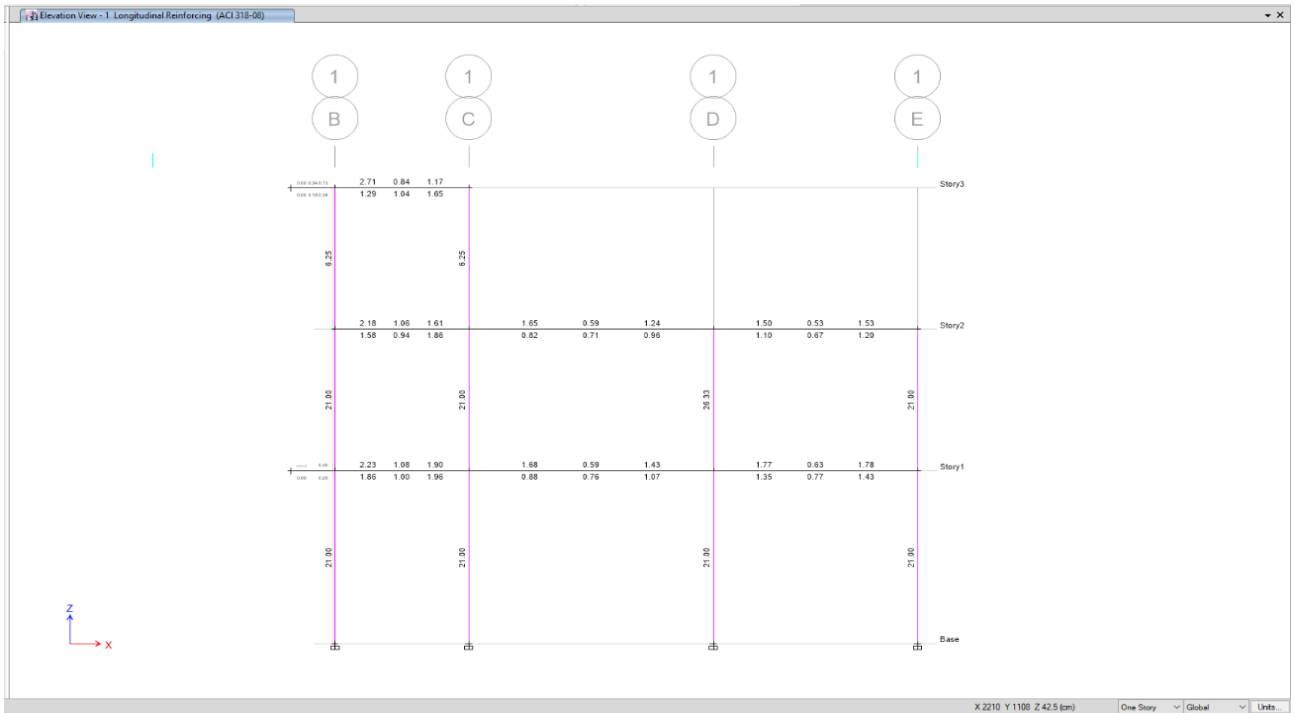 Elevation View - 1 Longitudinal Reinforcing (ACI 318-08)
1 1 1 1
B C D E
2.71 0.84 1.17 Story3
1.29 1.04 1.65
6.25 6.25
2.18 1.06 1.61 1.65 0.59 1.24 1.50 0.53 1.53 Story2
1.58 0.94 1.86 0.82 0.71 0.96 1.10 0.67 1.20
21.00 21.00 26.33 21.00
2.23 1.08 1.90 1.68 0.59 1.43 1.77 0.63 1.78 Story1
1.86 1.00 1.96 0.88 0.76 1.07 1.35 0.77 1.43
21.00 21.00 21.00 21.00
Z
X
Base
X 2210 Y 1108 Z 42.5 (cm) One Story Global Units...